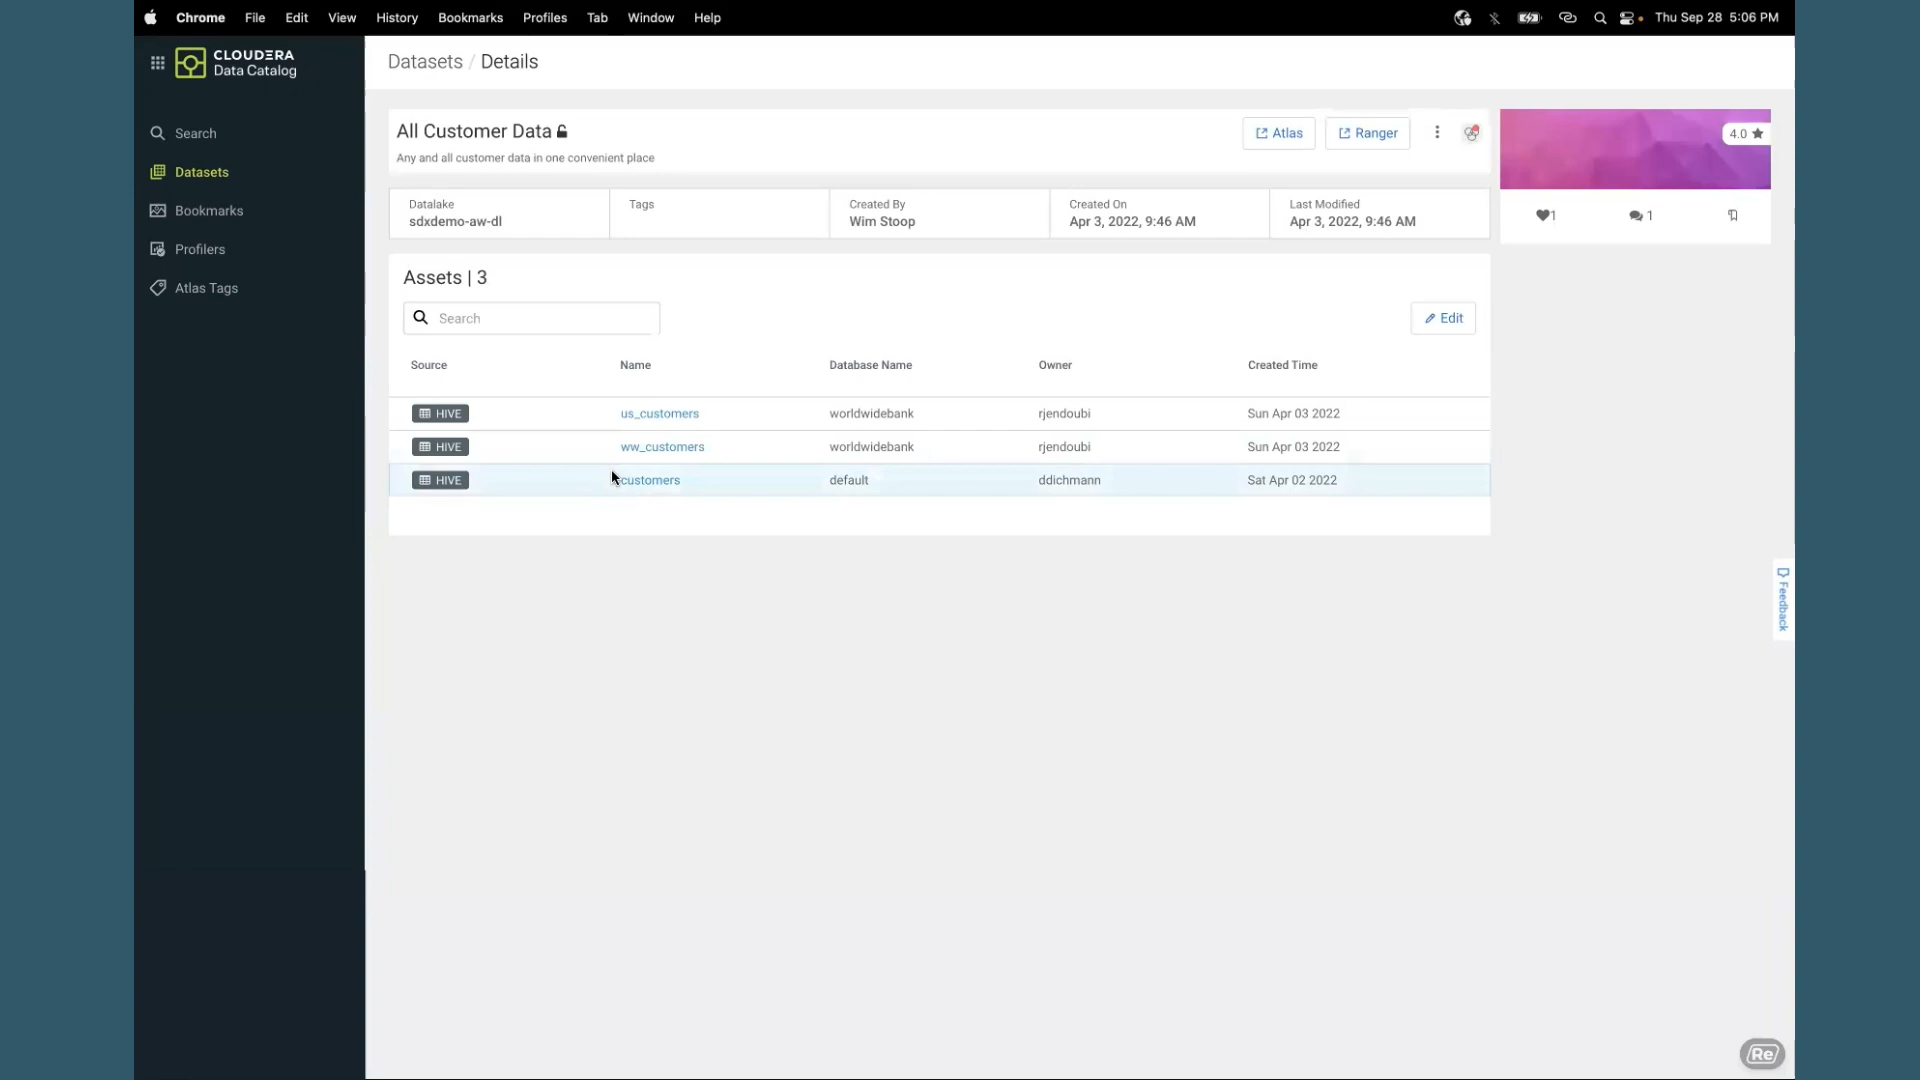 Chrome File Edit View History Bookmarks Profiles Tab Window Help Thu Sep 28 5:06 PM
CLOUDERA
Data Catalog
Search
Datasets
Bookmarks
Profilers
Atlas Tags
Datasets / Details
All Customer Data
Any and all customer data in one convenient place
Atlas
Ranger
4.0
1
1
Datalake
sdxdemo-aw-dl
Tags
Created By
Wim Stoop
Created On
Apr 3, 2022, 9:46 AM
Last Modified
Apr 3, 2022, 9:46 AM
Assets | 3
Search
Edit
Source Name Database Name Owner Created Time
HIVE us_customers worldwidebank rjendoubi Sun Apr 03 2022
HIVE ww_customers worldwidebank rjendoubi Sun Apr 03 2022
HIVE customers default ddichmann Sat Apr 02 2022
Feedback
Re